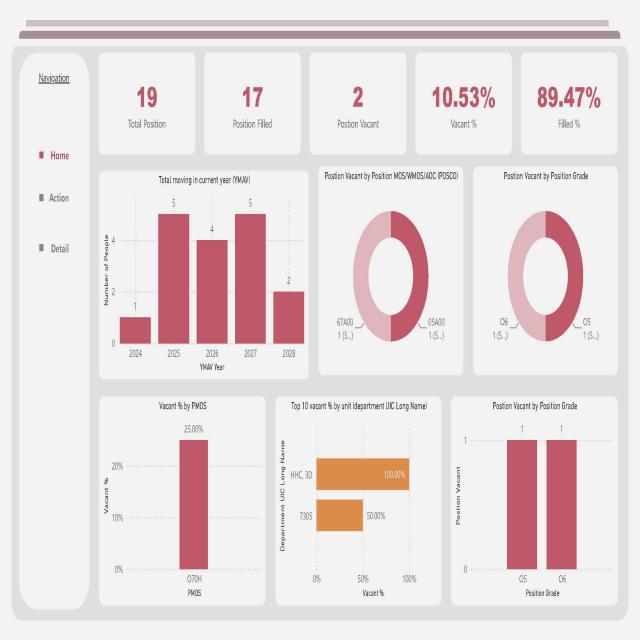 Navigation
Home
Action
Detail
19
Total Position
17
Position Filled
2
Postion Vacant
10.53%
Vacant %
89.47%
Filled %
Total moving in current year (YMAV)
Number of People
0
2
4
1
5
4
5
2
2024
2025
2026
2027
2028
YMAV Year
Postion Vacant by Position MOS/WMOS/AOC (POSCO)
67A00
1 (5...)
05A00
1 (5...)
Postion Vacant by Position Grade
O6
1 (5...)
O5
1 (5...)
Vacant % by PMOS
Vacant %
0%
10%
20%
25.00%
O70H
PMOS
Top 10 vacant % by unit (department UIC Long Name)
Department UIC Long Name
HHC, 3D
100.00%
7305
50.00%
0%
50%
100%
Vacant %
Postion Vacant by Position Grade
Postion Vacant
0
1
1
1
O5
O6
Position Grade